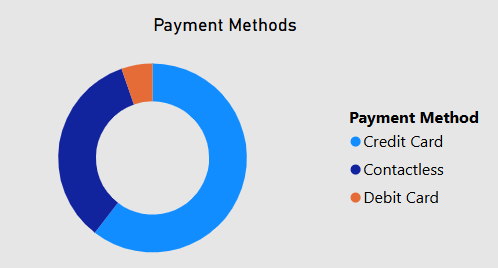 Payment Methods
Payment Method
Credit Card
Contactless
Debit Card